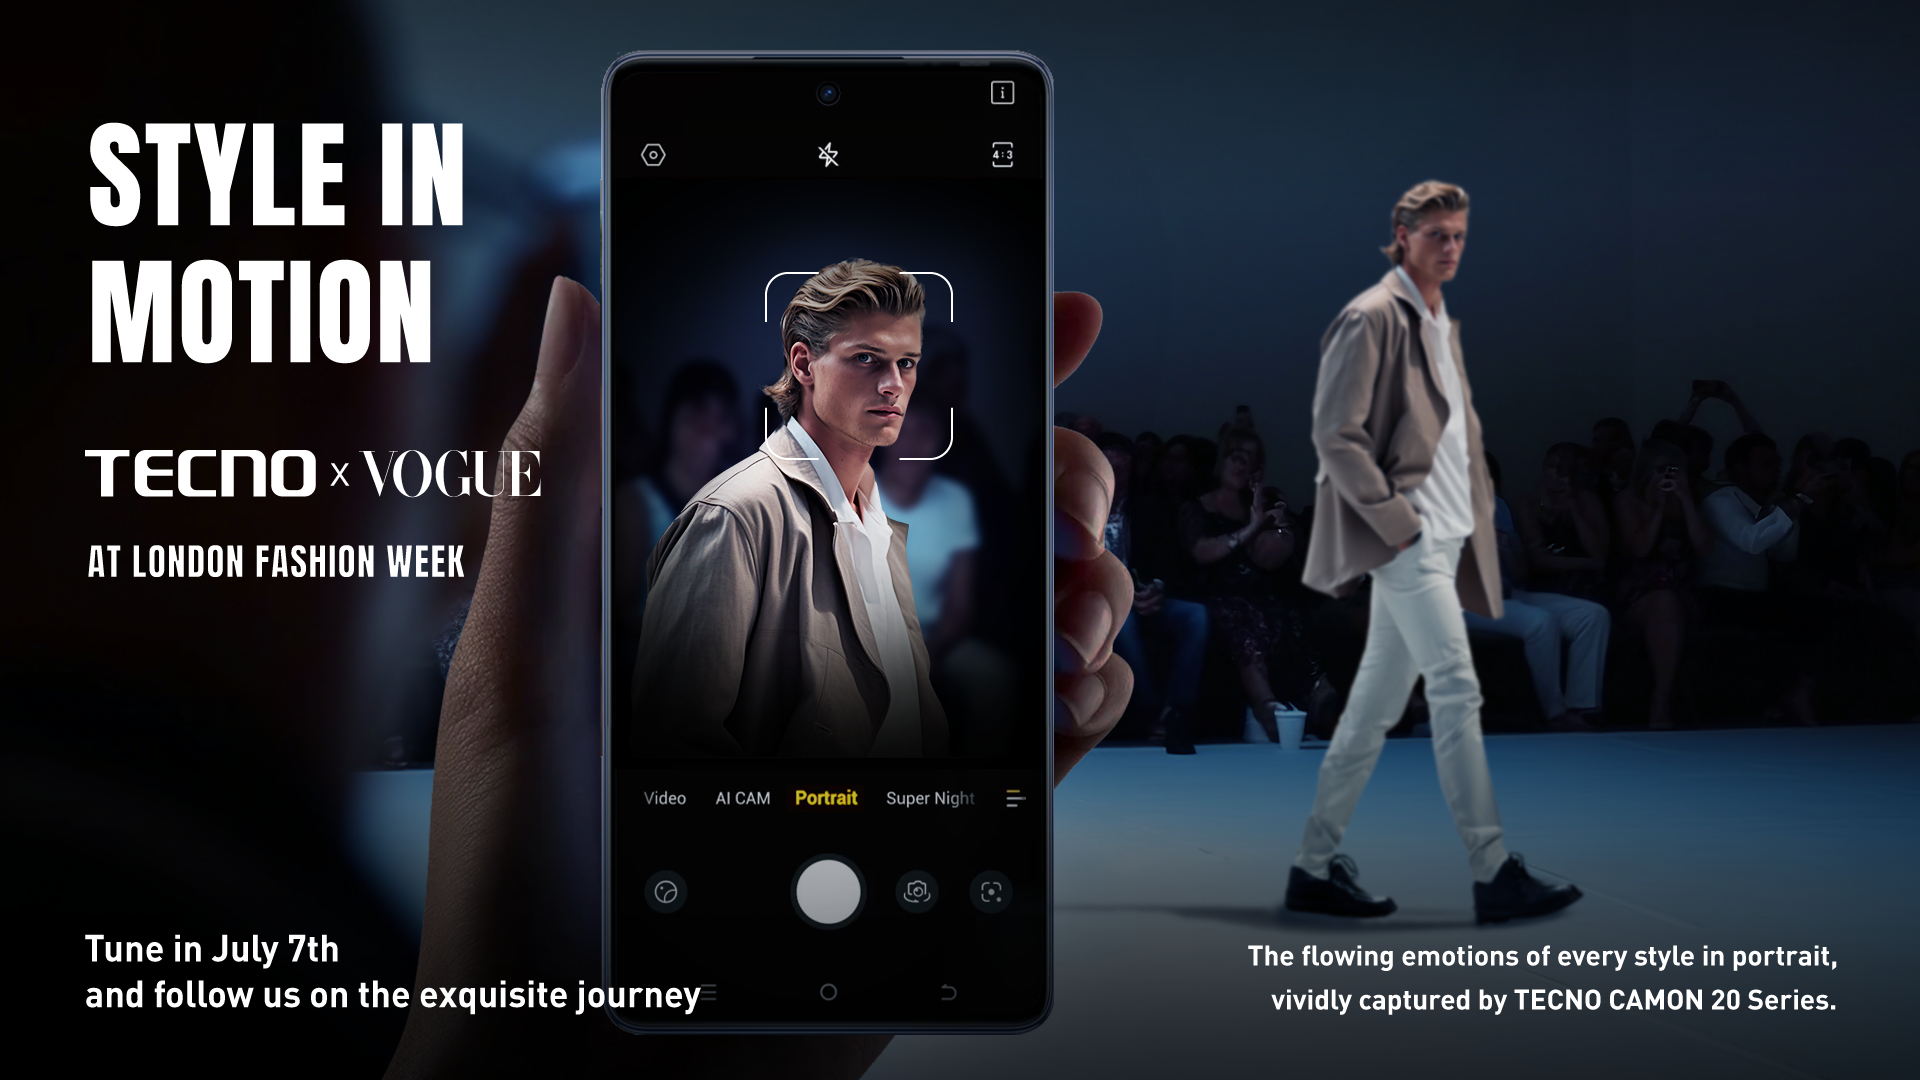 STYLE IN
MOTION
TECNO x VOGUE
AT LONDON FASHION WEEK
Tune in July 7th
and follow us on the exquisite journey
i
4:3
Video AI CAM Portrait Super Night
The flowing emotions of every style in portrait,
vividly captured by TECNO CAMON 20 Series.